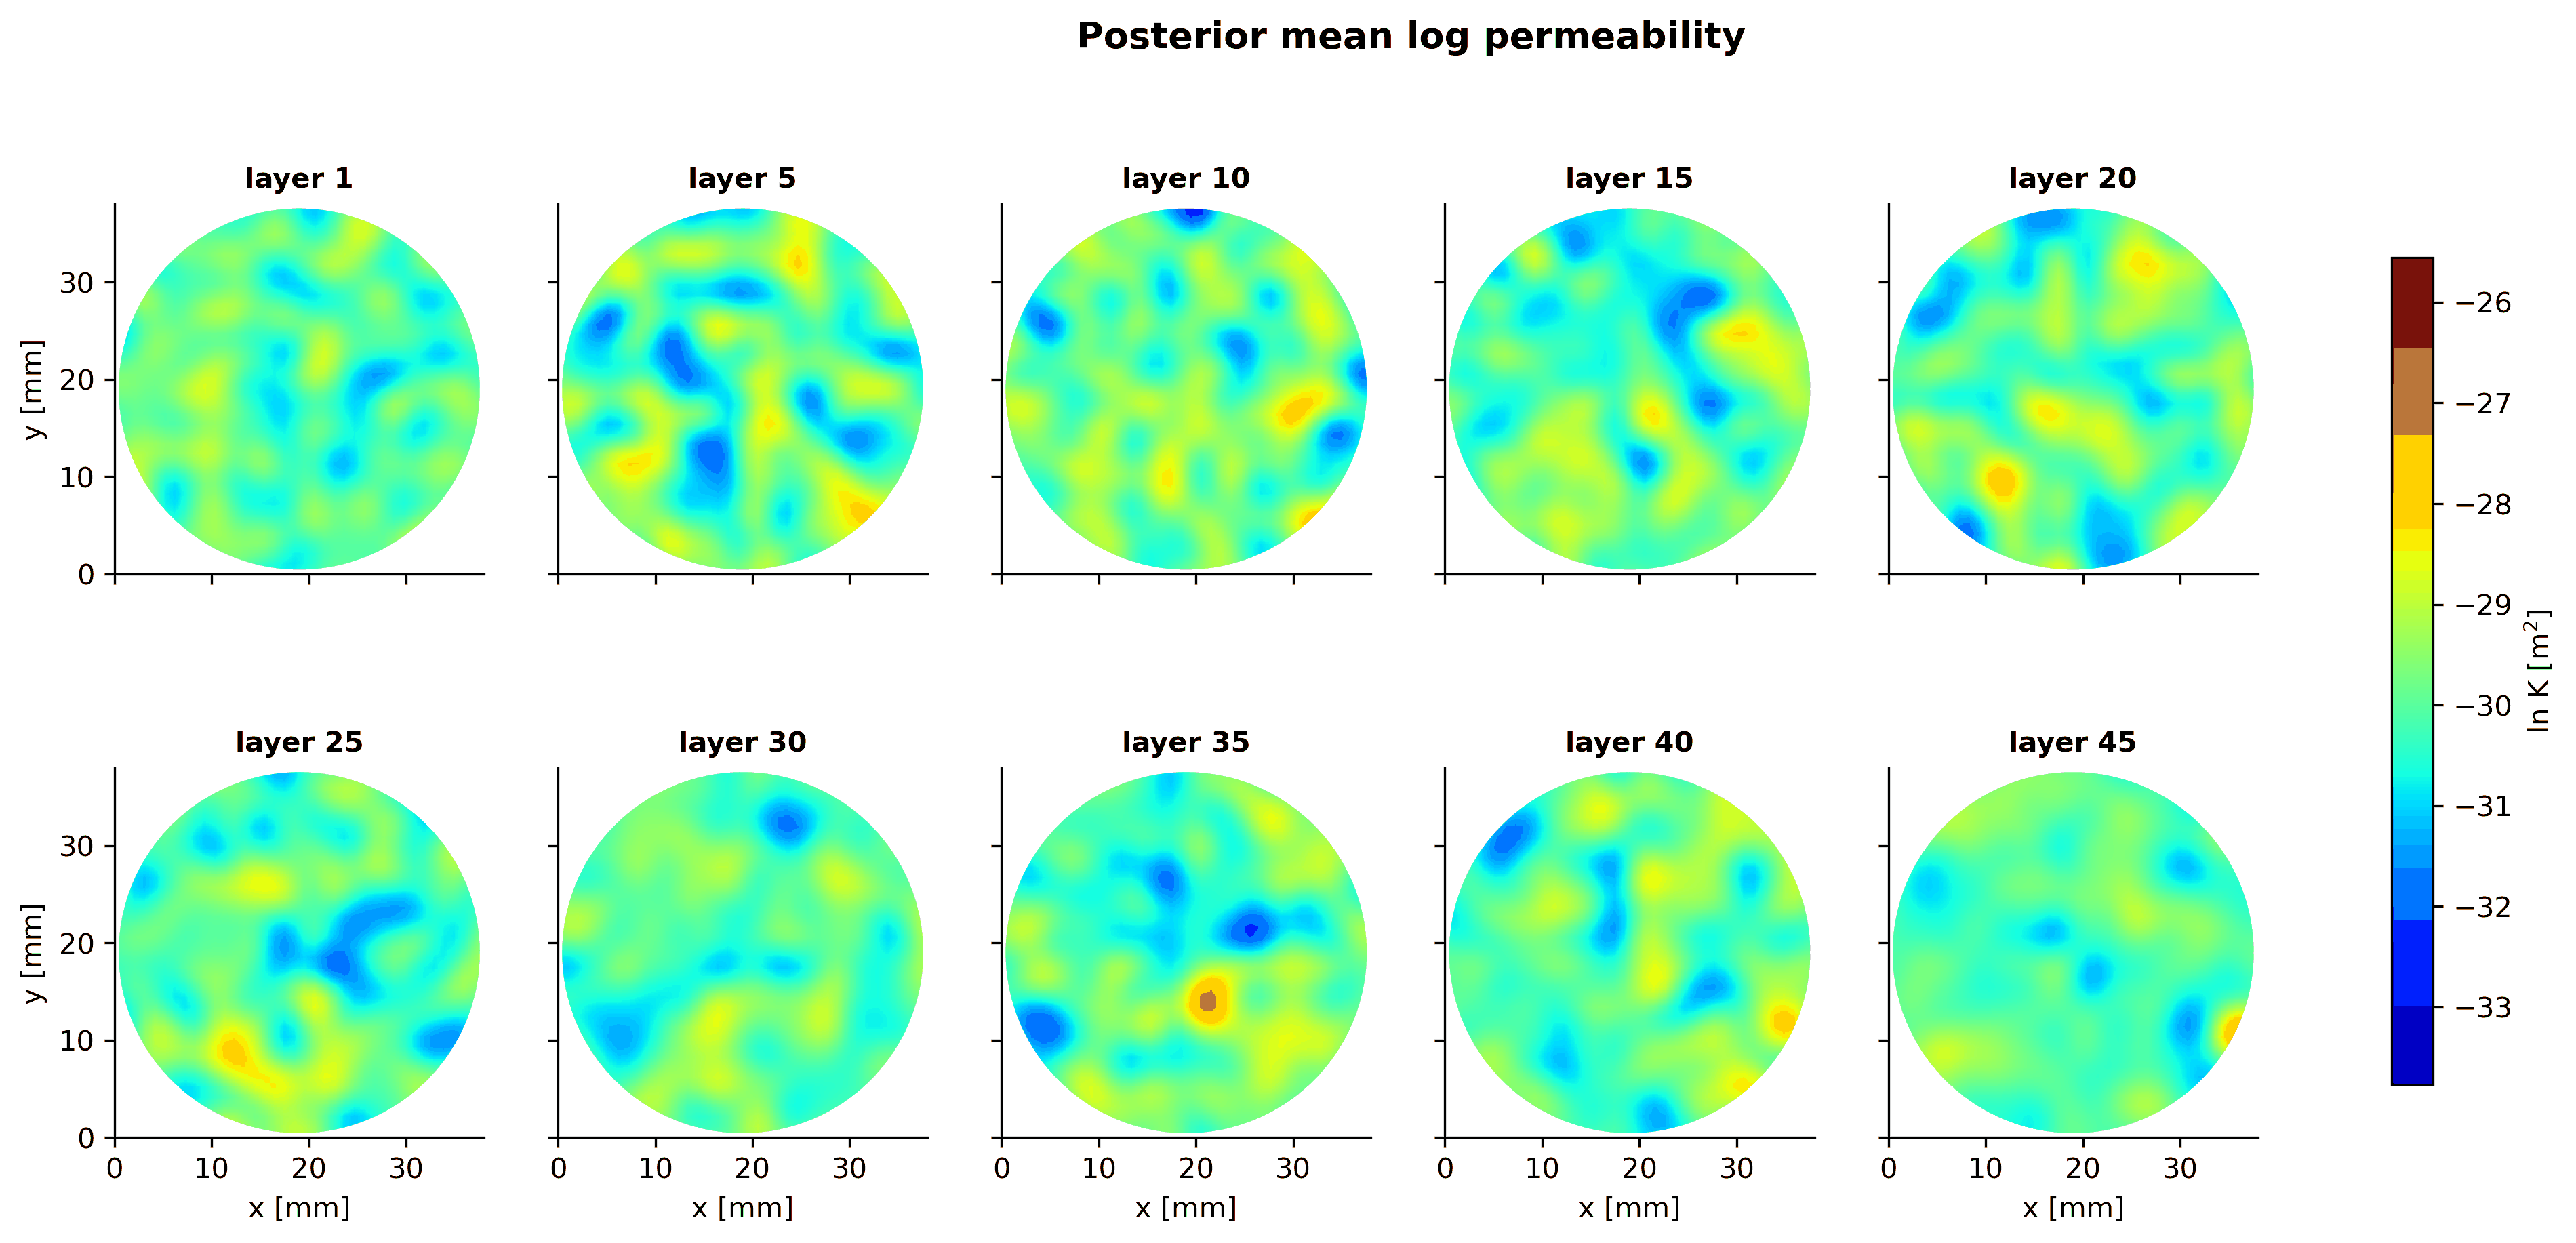 Posterior mean log permeability
layer 1
layer 5
layer 10
layer 15
layer 20
30
20
10
0
y [mm]
layer 25
layer 30
layer 35
layer 40
layer 45
30
20
10
0
y [mm]
0 10 20 30
0 10 20 30
0 10 20 30
0 10 20 30
0 10 20 30
x [mm]
x [mm]
x [mm]
x [mm]
x [mm]
−26
−27
−28
−29
−30
−31
−32
−33
ln K [m²]